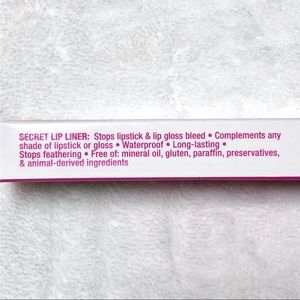 SECRET LIP LINER: Stops lipstick & lip gloss bleed • Complements any
shade of lipstick or gloss • Waterproof • Long-lasting •
Stops feathering • Free of: mineral oil, gluten, paraffin, preservatives,
& animal-derived ingredients